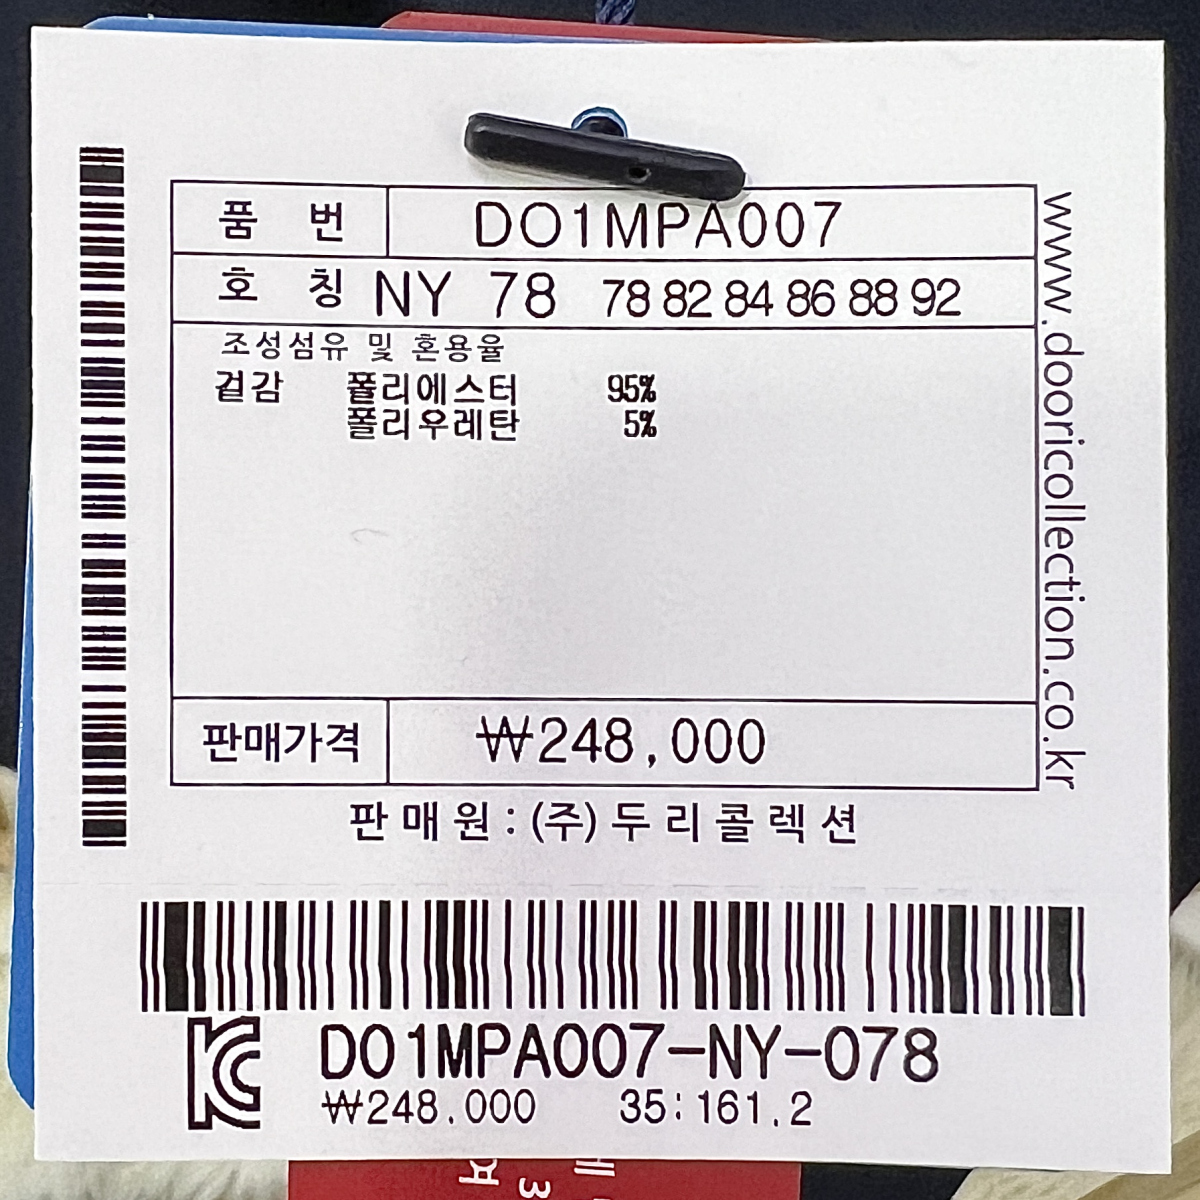 품 번 DO1MPA007
호 칭 NY 78 78 82 84 86 88 92
조성섬유 및 혼용율
겉감 폴리에스터 95%
폴리우레탄 5%
판매가격 ₩248,000
판매원: (주)두리콜렉션
www.dooricollection.co.kr
KC DO1MPA007-NY-078
₩248.000 35:161.2
요
3